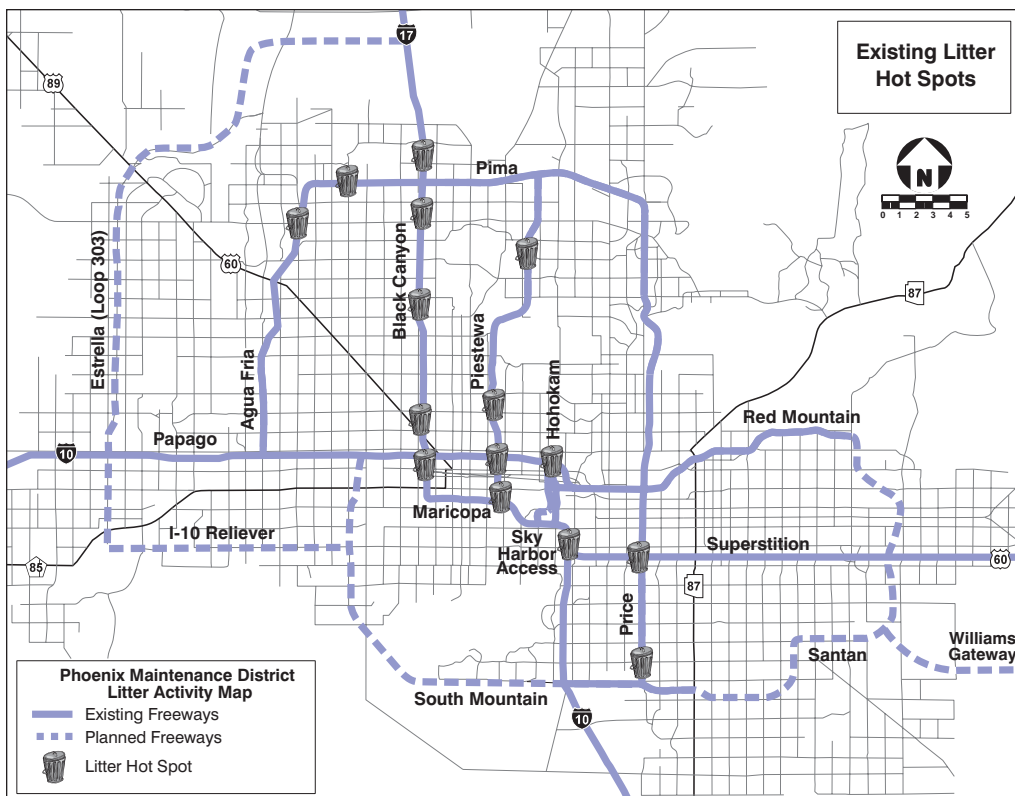 Existing Litter
Hot Spots
N
0 1 2 3 4 5
17
89
60
Pima
Estrella (Loop 303)
Black Canyon
Agua Fria
Piestewa
Hohokam
87
Red Mountain
Papago
10
Maricopa
I-10 Reliever
Sky
Harbor
Access
Superstition
60
85
87
Price
Santan
Williams
Gateway
South Mountain
10
Phoenix Maintenance District
Litter Activity Map
Existing Freeways
Planned Freeways
Litter Hot Spot